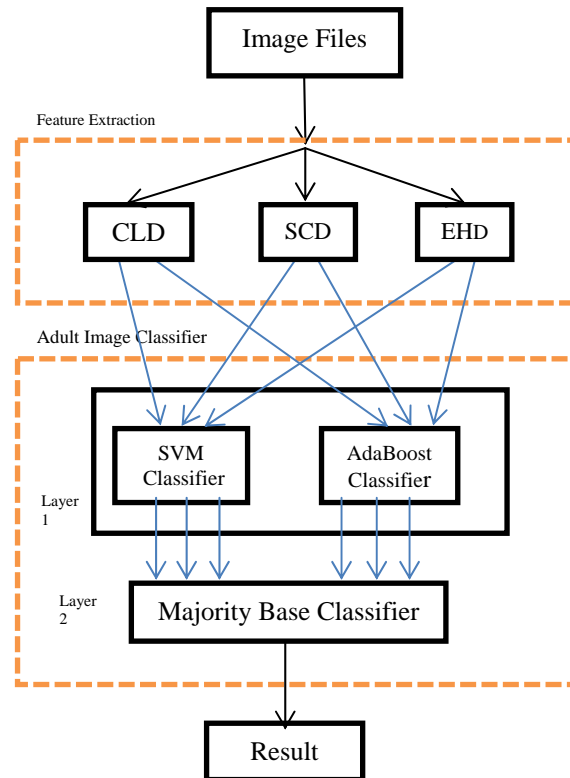 Image Files
Feature Extraction
CLD
SCD
EHD
Adult Image Classifier
SVM
Classifier
AdaBoost
Classifier
Layer
1
Layer
2
Majority Base Classifier
Result